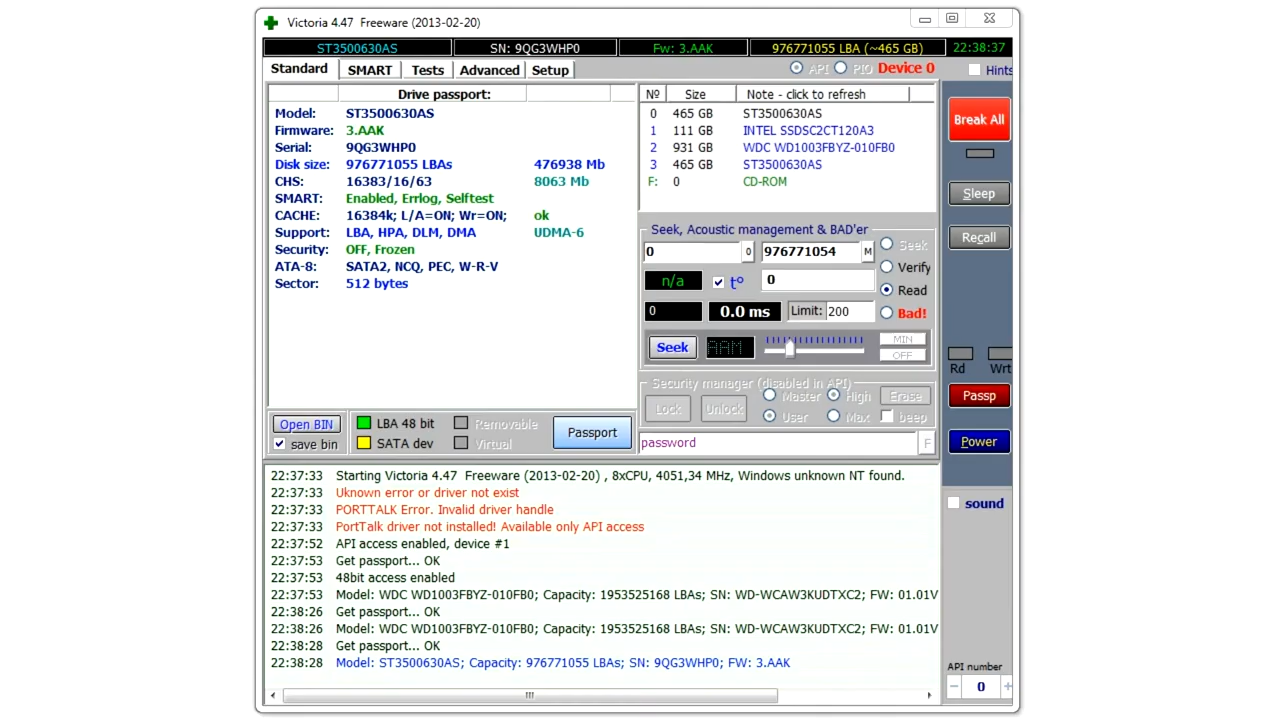 Victoria 4.47 Freeware (2013-02-20)
ST3500630AS SN: 9QG3WHP0 Fw: 3.AAK 976771055 LBA (~465 GB) 22:38:37
Standard SMART Tests Advanced Setup API PIO Device 0 Hints
Drive passport:
Model: ST3500630AS
Firmware: 3.AAK
Serial: 9QG3WHP0
Disk size: 976771055 LBAs 476938 Mb
CHS: 16383/16/63 8063 Mb
SMART: Enabled, Errlog, Selftest
CACHE: 16384k; L/A=ON; Wr=ON; ok
Support: LBA, HPA, DLM, DMA UDMA-6
Security: OFF, Frozen
ATA-8: SATA2, NCQ, PEC, W-R-V
Sector: 512 bytes
Nº Size Note - click to refresh
0 465 GB ST3500630AS
1 111 GB INTEL SSDSC2CT120A3
2 931 GB WDC WD1003FBYZ-010FB0
3 465 GB ST3500630AS
F: 0 CD-ROM
Seek, Acoustic management & BAD'er
0 0 976771054 M Seek
n/a tº 0 Verify
Read
0 0.0 ms Limit: 200 Bad!
Seek AAM MIN
OFF
Security manager (disabled in API)
Lock Unlock Master High Erase
User Max beep
password F
Open BIN LBA 48 bit Removable Passport
save bin SATA dev Virtual
Break All
Sleep
Recall
Rd Wrt
Passp
Power
sound
API number
− 0 +
22:37:33 Starting Victoria 4.47 Freeware (2013-02-20) , 8xCPU, 4051,34 MHz, Windows unknown NT found.
22:37:33 Uknown error or driver not exist
22:37:33 PORTTALK Error. Invalid driver handle
22:37:33 PortTalk driver not installed! Available only API access
22:37:52 API access enabled, device #1
22:37:53 Get passport... OK
22:37:53 48bit access enabled
22:37:53 Model: WDC WD1003FBYZ-010FB0; Capacity: 1953525168 LBAs; SN: WD-WCAW3KUDTXC2; FW: 01.01V
22:38:26 Get passport... OK
22:38:26 Model: WDC WD1003FBYZ-010FB0; Capacity: 1953525168 LBAs; SN: WD-WCAW3KUDTXC2; FW: 01.01V
22:38:28 Get passport... OK
22:38:28 Model: ST3500630AS; Capacity: 976771055 LBAs; SN: 9QG3WHP0; FW: 3.AAK